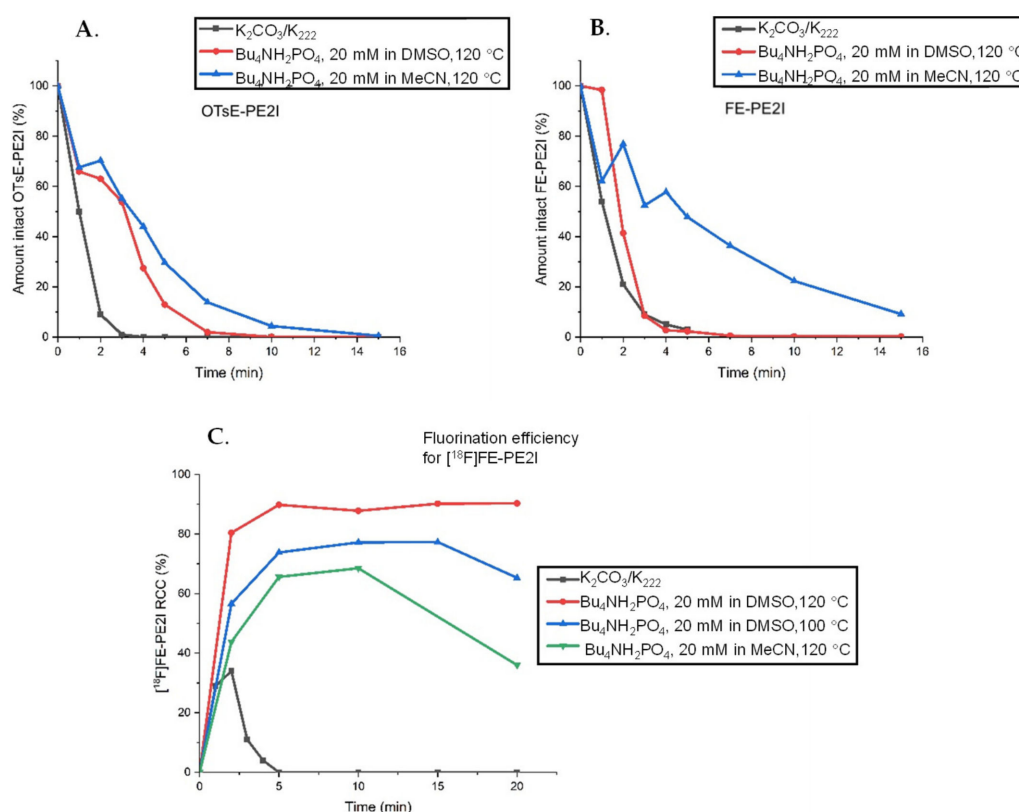 A.
K₂CO₃/K₂₂₂
Bu₄NH₂PO₄, 20 mM in DMSO,120 °C
Bu₄NH₂PO₄, 20 mM in MeCN,120 °C
OTsE-PE2I
Amount intact OTsE-PE2I (%)
100
80
60
40
20
0
0 2 4 6 8 10 12 14 16
Time (min)
B.
K₂CO₃/K₂₂₂
Bu₄NH₂PO₄, 20 mM in DMSO,120 °C
Bu₄NH₂PO₄, 20 mM in MeCN,120 °C
FE-PE2I
Amount intact FE-PE2I (%)
100
80
60
40
20
0
0 2 4 6 8 10 12 14 16
Time (min)
C.
Fluorination efficiency
for [¹⁸F]FE-PE2I
[¹⁸F]FE-PE2I RCC (%)
100
80
60
40
20
0
0 5 10 15 20
Time (min)
K₂CO₃/K₂₂₂
Bu₄NH₂PO₄, 20 mM in DMSO,120 °C
Bu₄NH₂PO₄, 20 mM in DMSO,100 °C
Bu₄NH₂PO₄, 20 mM in MeCN,120 °C